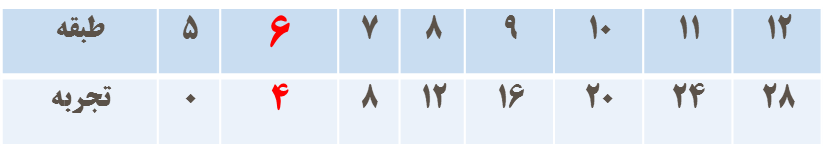 طبقه ۵ ۶ ۷ ۸ ۹ ۱۰ ۱۱ ۱۲
تجربه ۰ ۴ ۸ ۱۲ ۱۶ ۲۰ ۲۴ ۲۸